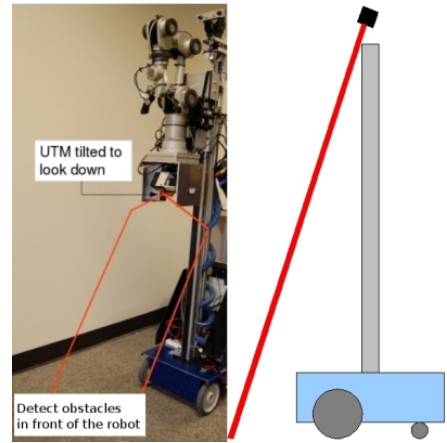 UTM tilted to
look down
Detect obstacles
in front of the robot